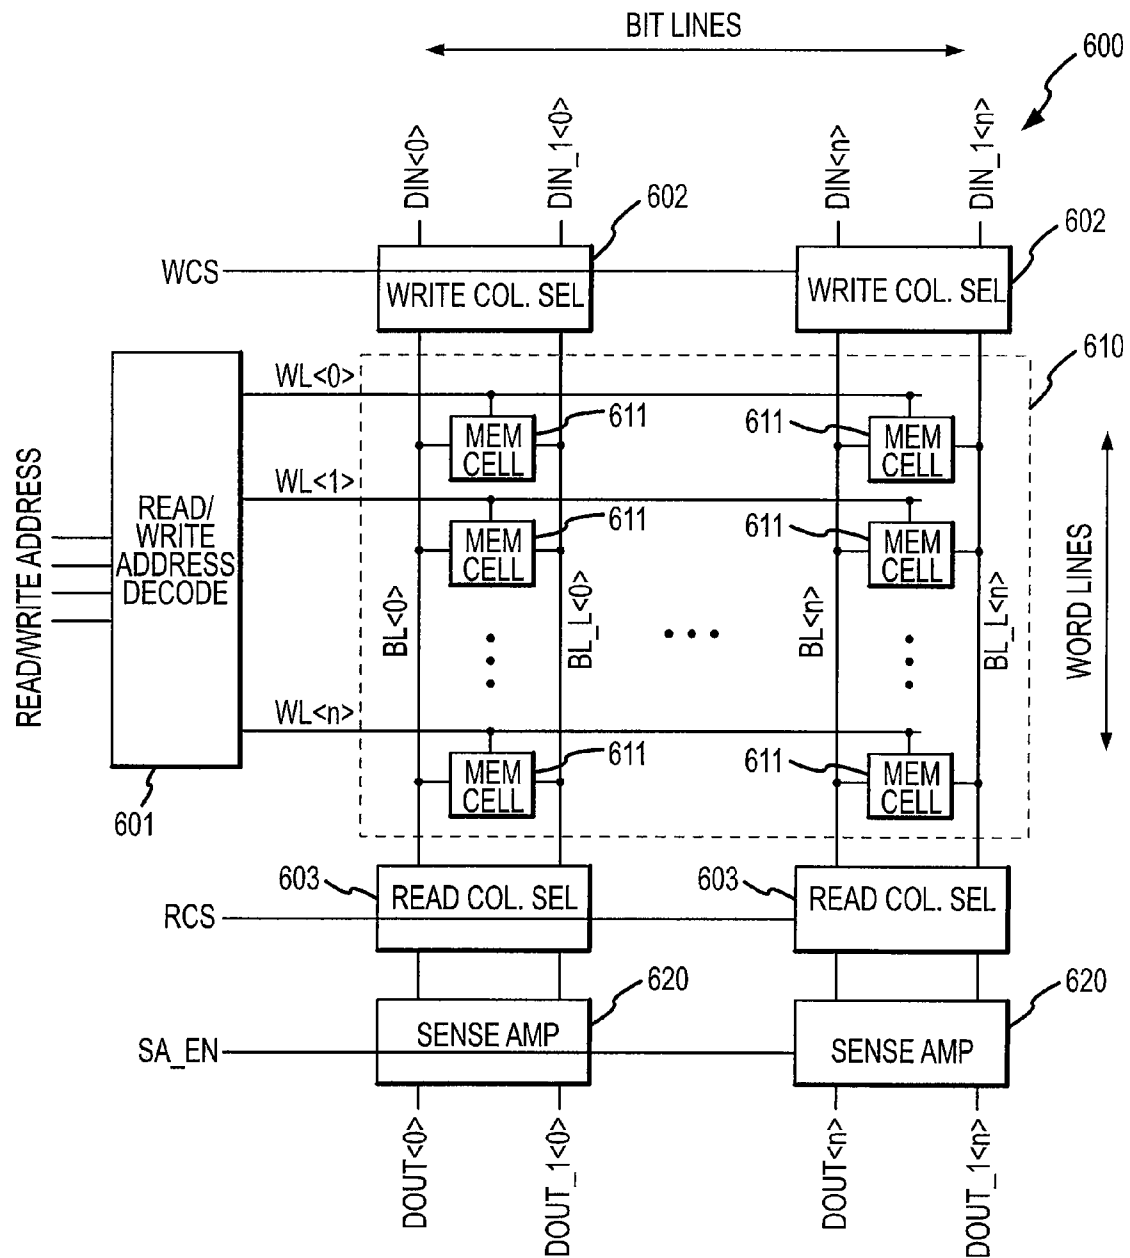 BIT LINES
600
DIN<0>
DIN_1<0>
DIN<n>
DIN_1<n>
602
602
WCS
WRITE COL. SEL
WRITE COL. SEL
610
WL<0>
611
MEM
CELL
611
MEM
CELL
READ/WRITE ADDRESS
READ/
WRITE
ADDRESS
DECODE
WL<1>
611
MEM
CELL
611
MEM
CELL
BL<0>
BL_L<0>
BL<n>
BL_L<n>
WORD LINES
WL<n>
611
MEM
CELL
611
MEM
CELL
601
603
READ COL. SEL
603
READ COL. SEL
RCS
620
620
SENSE AMP
SENSE AMP
SA_EN
DOUT<0>
DOUT_1<0>
DOUT<n>
DOUT_1<n>